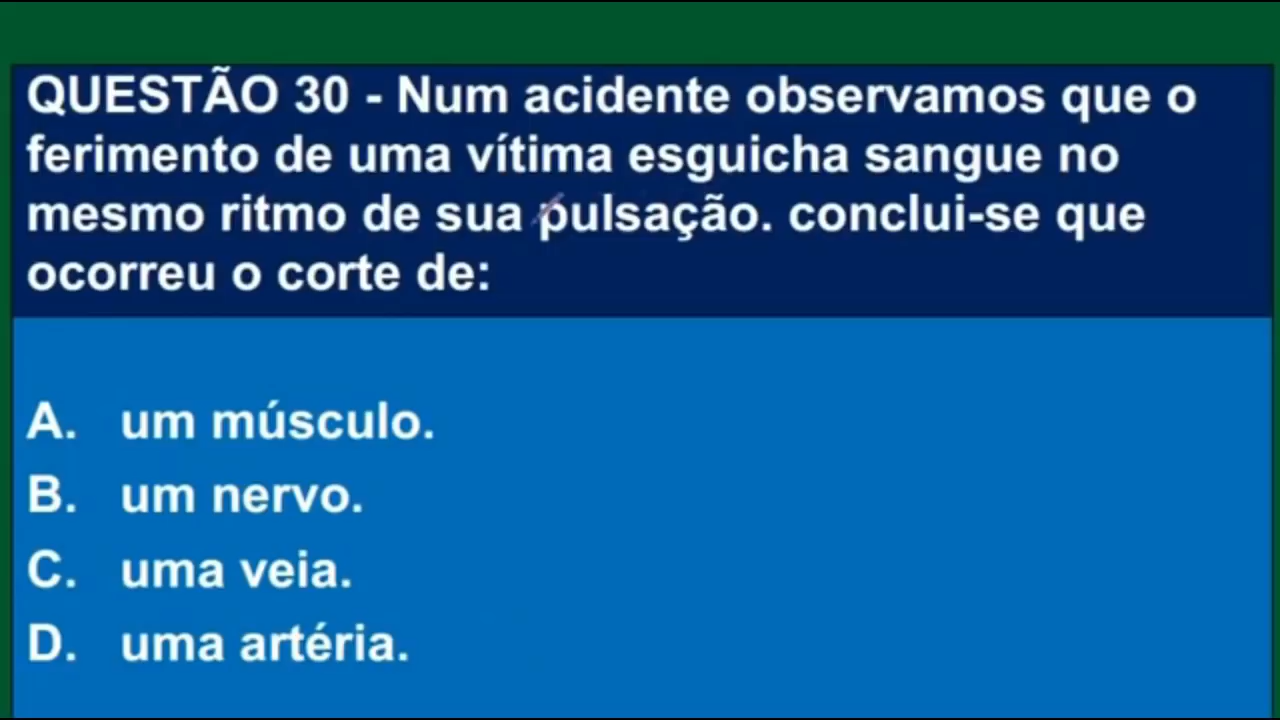 QUESTÃO 30 - Num acidente observamos que o
ferimento de uma vítima esguicha sangue no
mesmo ritmo de sua pulsação. conclui-se que
ocorreu o corte de:
A. um músculo.
B. um nervo.
C. uma veia.
D. uma artéria.